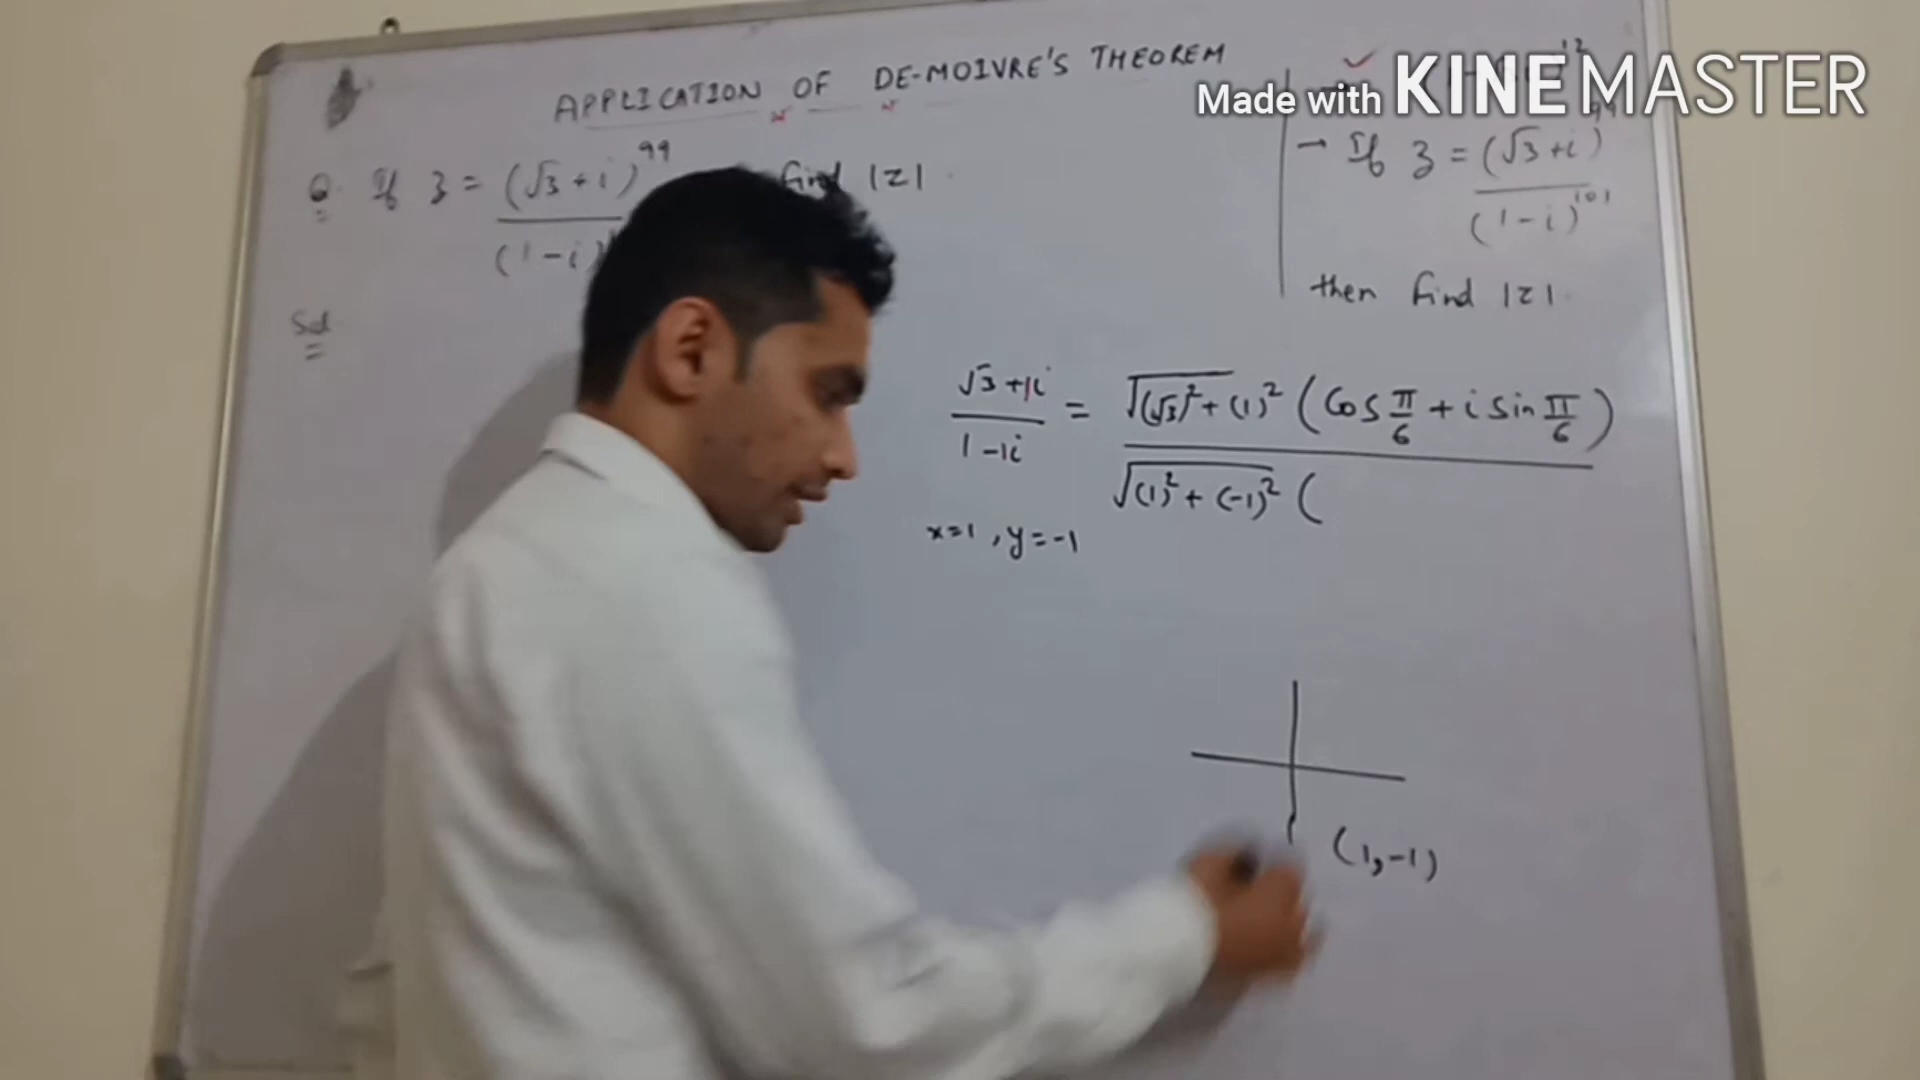 APPLICATION OF DE-MOIVRE'S THEOREM
Made with KINEMASTER
12
Q. If z = (√3 + i)^99
(1 - i)
find |z|.
→ If z = (√3 + i)^99
(1 - i)^101
then find |z|.
Sol
√3 + 1i / 1 - 1i = √(√3)² + (1)² (Cos π/6 + i Sin π/6)
√(1)² + (-1)² (
x=1, y=-1
(1,-1)